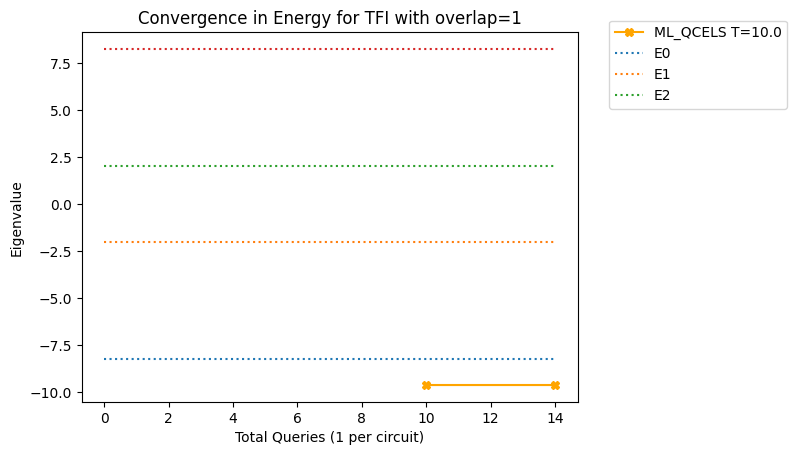 Convergence in Energy for TFI with overlap=1
ML_QCELS T=10.0
E0
E1
E2
7.5
5.0
2.5
0.0
−2.5
−5.0
−7.5
−10.0
Eigenvalue
0 2 4 6 8 10 12 14
Total Queries (1 per circuit)